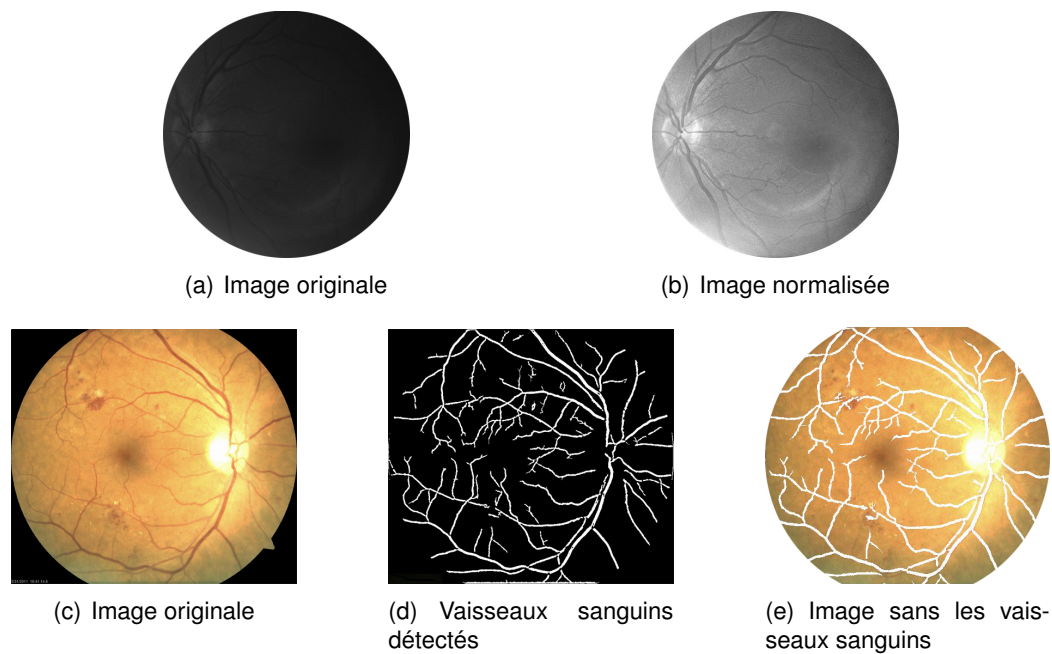 (a) Image originale
(b) Image normalisée
(c) Image originale
(d) Vaisseaux sanguins
détectés
(e) Image sans les vais-
seaux sanguins